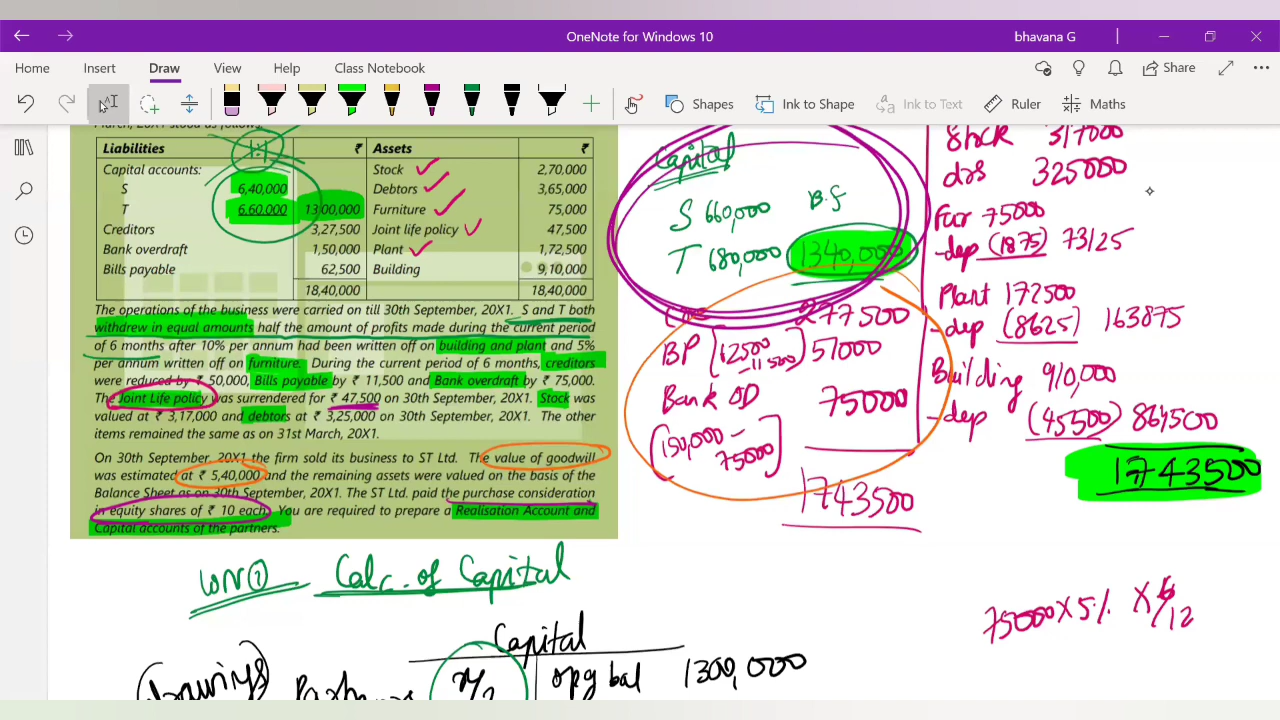 OneNote for Windows 10
bhavana G
Home Insert Draw View Help Class Notebook
Share
Shapes Ink to Shape Ink to Text Ruler Maths
March, 20X1 stood as follows:
1:1
Liabilities ₹ Assets ₹
Capital accounts: Stock 2,70,000
S 6,40,000 Debtors 3,65,000
T 6,60,000 13,00,000 Furniture 75,000
Creditors 3,27,500 Joint life policy 47,500
Bank overdraft 1,50,000 Plant 1,72,500
Bills payable 62,500 Building 9,10,000
18,40,000 18,40,000
The operations of the business were carried on till 30th September, 20X1. S and T both
withdrew in equal amounts half the amount of profits made during the current period
of 6 months after 10% per annum had been written off on building and plant and 5%
per annum written off on furniture. During the current period of 6 months, creditors
were reduced by ₹ 50,000, Bills payable by ₹ 11,500 and Bank overdraft by ₹ 75,000.
The Joint Life policy was surrendered for ₹ 47,500 on 30th September, 20X1. Stock was
valued at ₹ 3,17,000 and debtors at ₹ 3,25,000 on 30th September, 20X1. The other
items remained the same as on 31st March, 20X1.
On 30th September, 20X1 the firm sold its business to ST Ltd. The value of goodwill
was estimated at ₹ 5,40,000 and the remaining assets were valued on the basis of the
Balance Sheet as on 30th September, 20X1. The ST Ltd. paid the purchase consideration
in equity shares of ₹ 10 each. You are required to prepare a Realisation Account and
Capital accounts of the partners.
Capital
S 660,000 B.f
T 680,000 1340,000
277500
BP (12500 - 11500) 51000
Bank OD 75000
(150,000 - 75000)
1743500
Stock 317000
drs 325000
Fur 75000
-dep (1875) 73125
Plant 172500
-dep (8625) 163875
Building 910,000
-dep (45500) 864500
1743500
75000 X 5% X 6/12
WN① Calc. of Capital
Capital
opg bal 1300,000